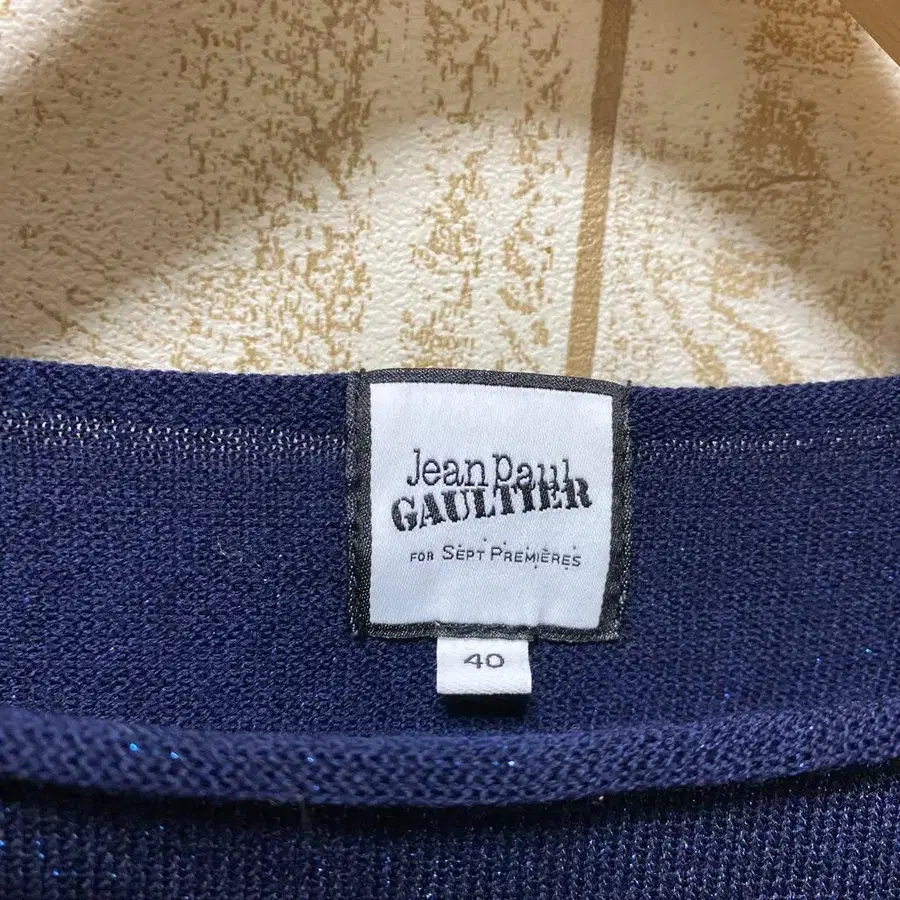 Jean Paul
GAULTIER
FOR SEPT PREMIÈRES
40